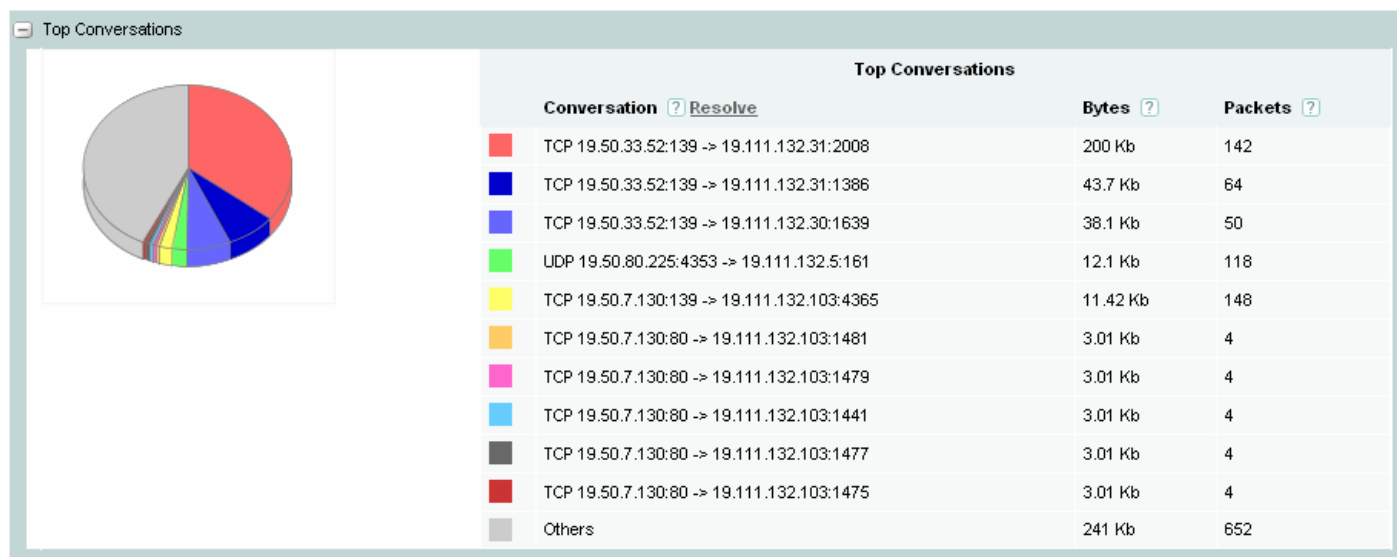 Top Conversations
Top Conversations
Conversation ? Resolve Bytes ? Packets ?
TCP 19.50.33.52:139 -> 19.111.132.31:2008 200 Kb 142
TCP 19.50.33.52:139 -> 19.111.132.31:1386 43.7 Kb 64
TCP 19.50.33.52:139 -> 19.111.132.30:1639 38.1 Kb 50
UDP 19.50.80.225:4353 -> 19.111.132.5:161 12.1 Kb 118
TCP 19.50.7.130:139 -> 19.111.132.103:4365 11.42 Kb 148
TCP 19.50.7.130:80 -> 19.111.132.103:1481 3.01 Kb 4
TCP 19.50.7.130:80 -> 19.111.132.103:1479 3.01 Kb 4
TCP 19.50.7.130:80 -> 19.111.132.103:1441 3.01 Kb 4
TCP 19.50.7.130:80 -> 19.111.132.103:1477 3.01 Kb 4
TCP 19.50.7.130:80 -> 19.111.132.103:1475 3.01 Kb 4
Others 241 Kb 652